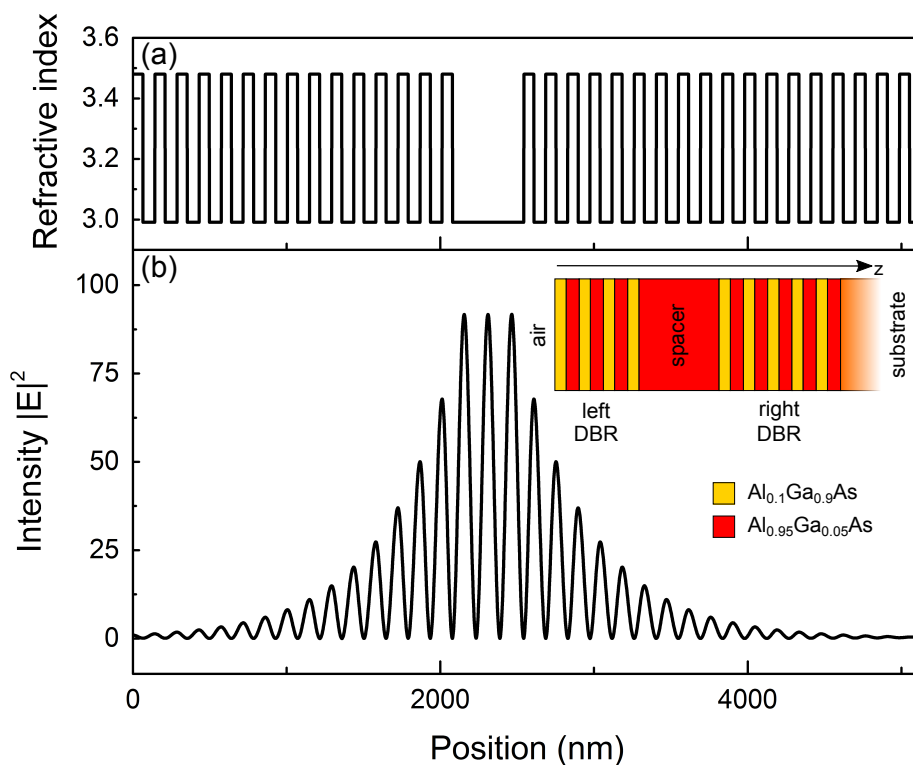 (a)
Refractive index
3.6
3.4
3.2
3.0
(b)
Intensity |E|²
100
75
50
25
0
0
2000
4000
Position (nm)
z
air
spacer
substrate
left
DBR
right
DBR
Al₀.₁Ga₀.₉As
Al₀.₉₅Ga₀.₀₅As